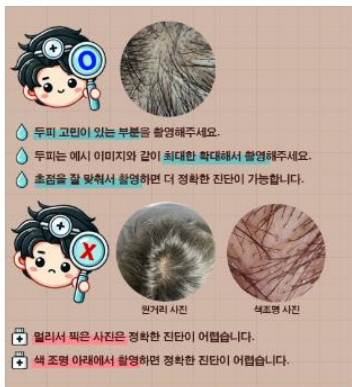 O
두피 고민이 있는 부분을 촬영해주세요.
두피는 예시 이미지와 같이 최대한 확대해서 촬영해주세요.
초점을 잘 맞춰서 촬영하면 더 정확한 진단이 가능합니다.
X
원거리 사진
색조명 사진
멀리서 찍은 사진은 정확한 진단이 어렵습니다.
색 조명 아래에서 촬영하면 정확한 진단이 어렵습니다.